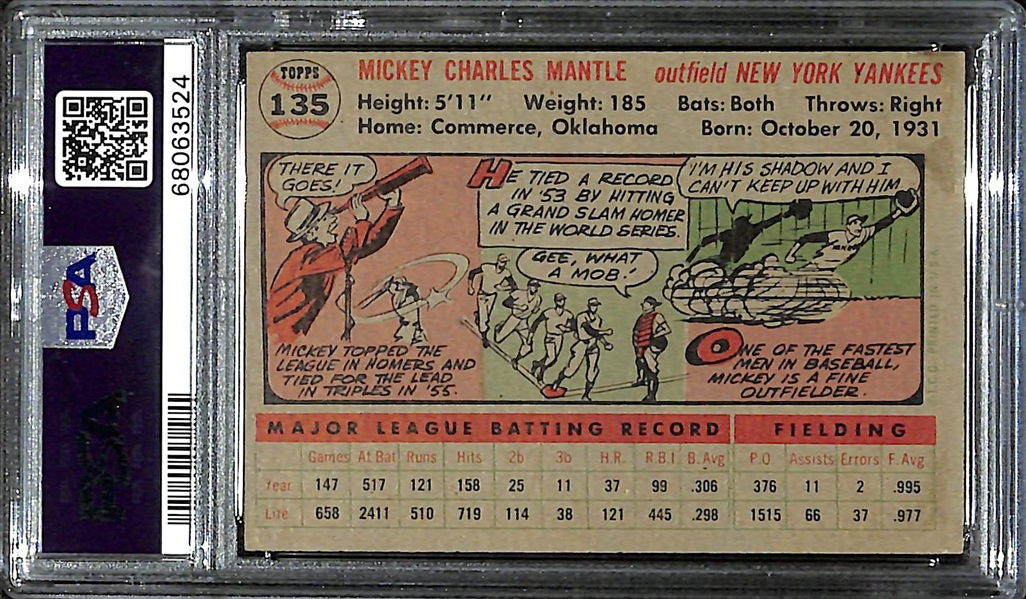 68063524
PSA
PSA
TOPPS
135
MICKEY CHARLES MANTLE outfield NEW YORK YANKEES
Height: 5'11" Weight: 185 Bats: Both Throws: Right
Home: Commerce, Oklahoma Born: October 20, 1931
THERE IT
GOES!
HE TIED A RECORD
IN '53 BY HITTING
A GRAND SLAM HOMER
IN THE WORLD SERIES.
GEE, WHAT
A MOB!
I'M HIS SHADOW AND I
CAN'T KEEP UP WITH HIM
MICKEY TOPPED THE
LEAGUE IN HOMERS AND
TIED FOR THE LEAD
IN TRIPLES IN '55.
ONE OF THE FASTEST
MEN IN BASEBALL,
MICKEY IS A FINE
OUTFIELDER.
MAJOR LEAGUE BATTING RECORD FIELDING
Games At Bat Runs Hits 2b 3b H.R. R.B.I. B. Avg P.O. Assists Errors F. Avg
Year 147 517 121 158 25 11 37 99 .306 376 11 2 .995
Life 658 2411 510 719 114 38 121 445 .298 1515 66 37 .977